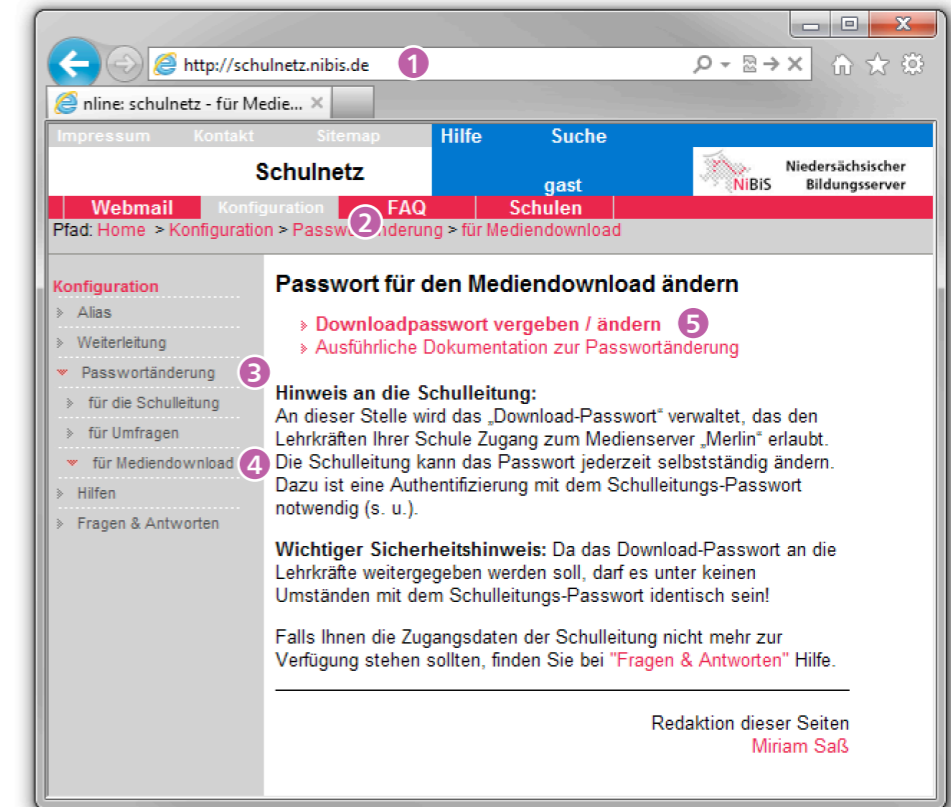 http://schulnetz.nibis.de 1
nline: schulnetz - für Medie...
Impressum Kontakt Sitemap Hilfe Suche
Schulnetz
gast
NiBiS
Niedersächsischer
Bildungsserver
Webmail Konfiguration FAQ Schulen
2
Pfad: Home > Konfiguration > Passwortänderung > für Mediendownload
Konfiguration
Alias
Weiterleitung
Passwortänderung 3
für die Schulleitung
für Umfragen
für Mediendownload 4
Hilfen
Fragen & Antworten
Passwort für den Mediendownload ändern
Downloadpasswort vergeben / ändern 5
Ausführliche Dokumentation zur Passwortänderung
Hinweis an die Schulleitung:
An dieser Stelle wird das „Download-Passwort“ verwaltet, das den
Lehrkräften Ihrer Schule Zugang zum Medienserver „Merlin“ erlaubt.
Die Schulleitung kann das Passwort jederzeit selbstständig ändern.
Dazu ist eine Authentifizierung mit dem Schulleitungs-Passwort
notwendig (s. u.).
Wichtiger Sicherheitshinweis: Da das Download-Passwort an die
Lehrkräfte weitergegeben werden soll, darf es unter keinen
Umständen mit dem Schulleitungs-Passwort identisch sein!
Falls Ihnen die Zugangsdaten der Schulleitung nicht mehr zur
Verfügung stehen sollten, finden Sie bei "Fragen & Antworten" Hilfe.
Redaktion dieser Seiten
Miriam Saß